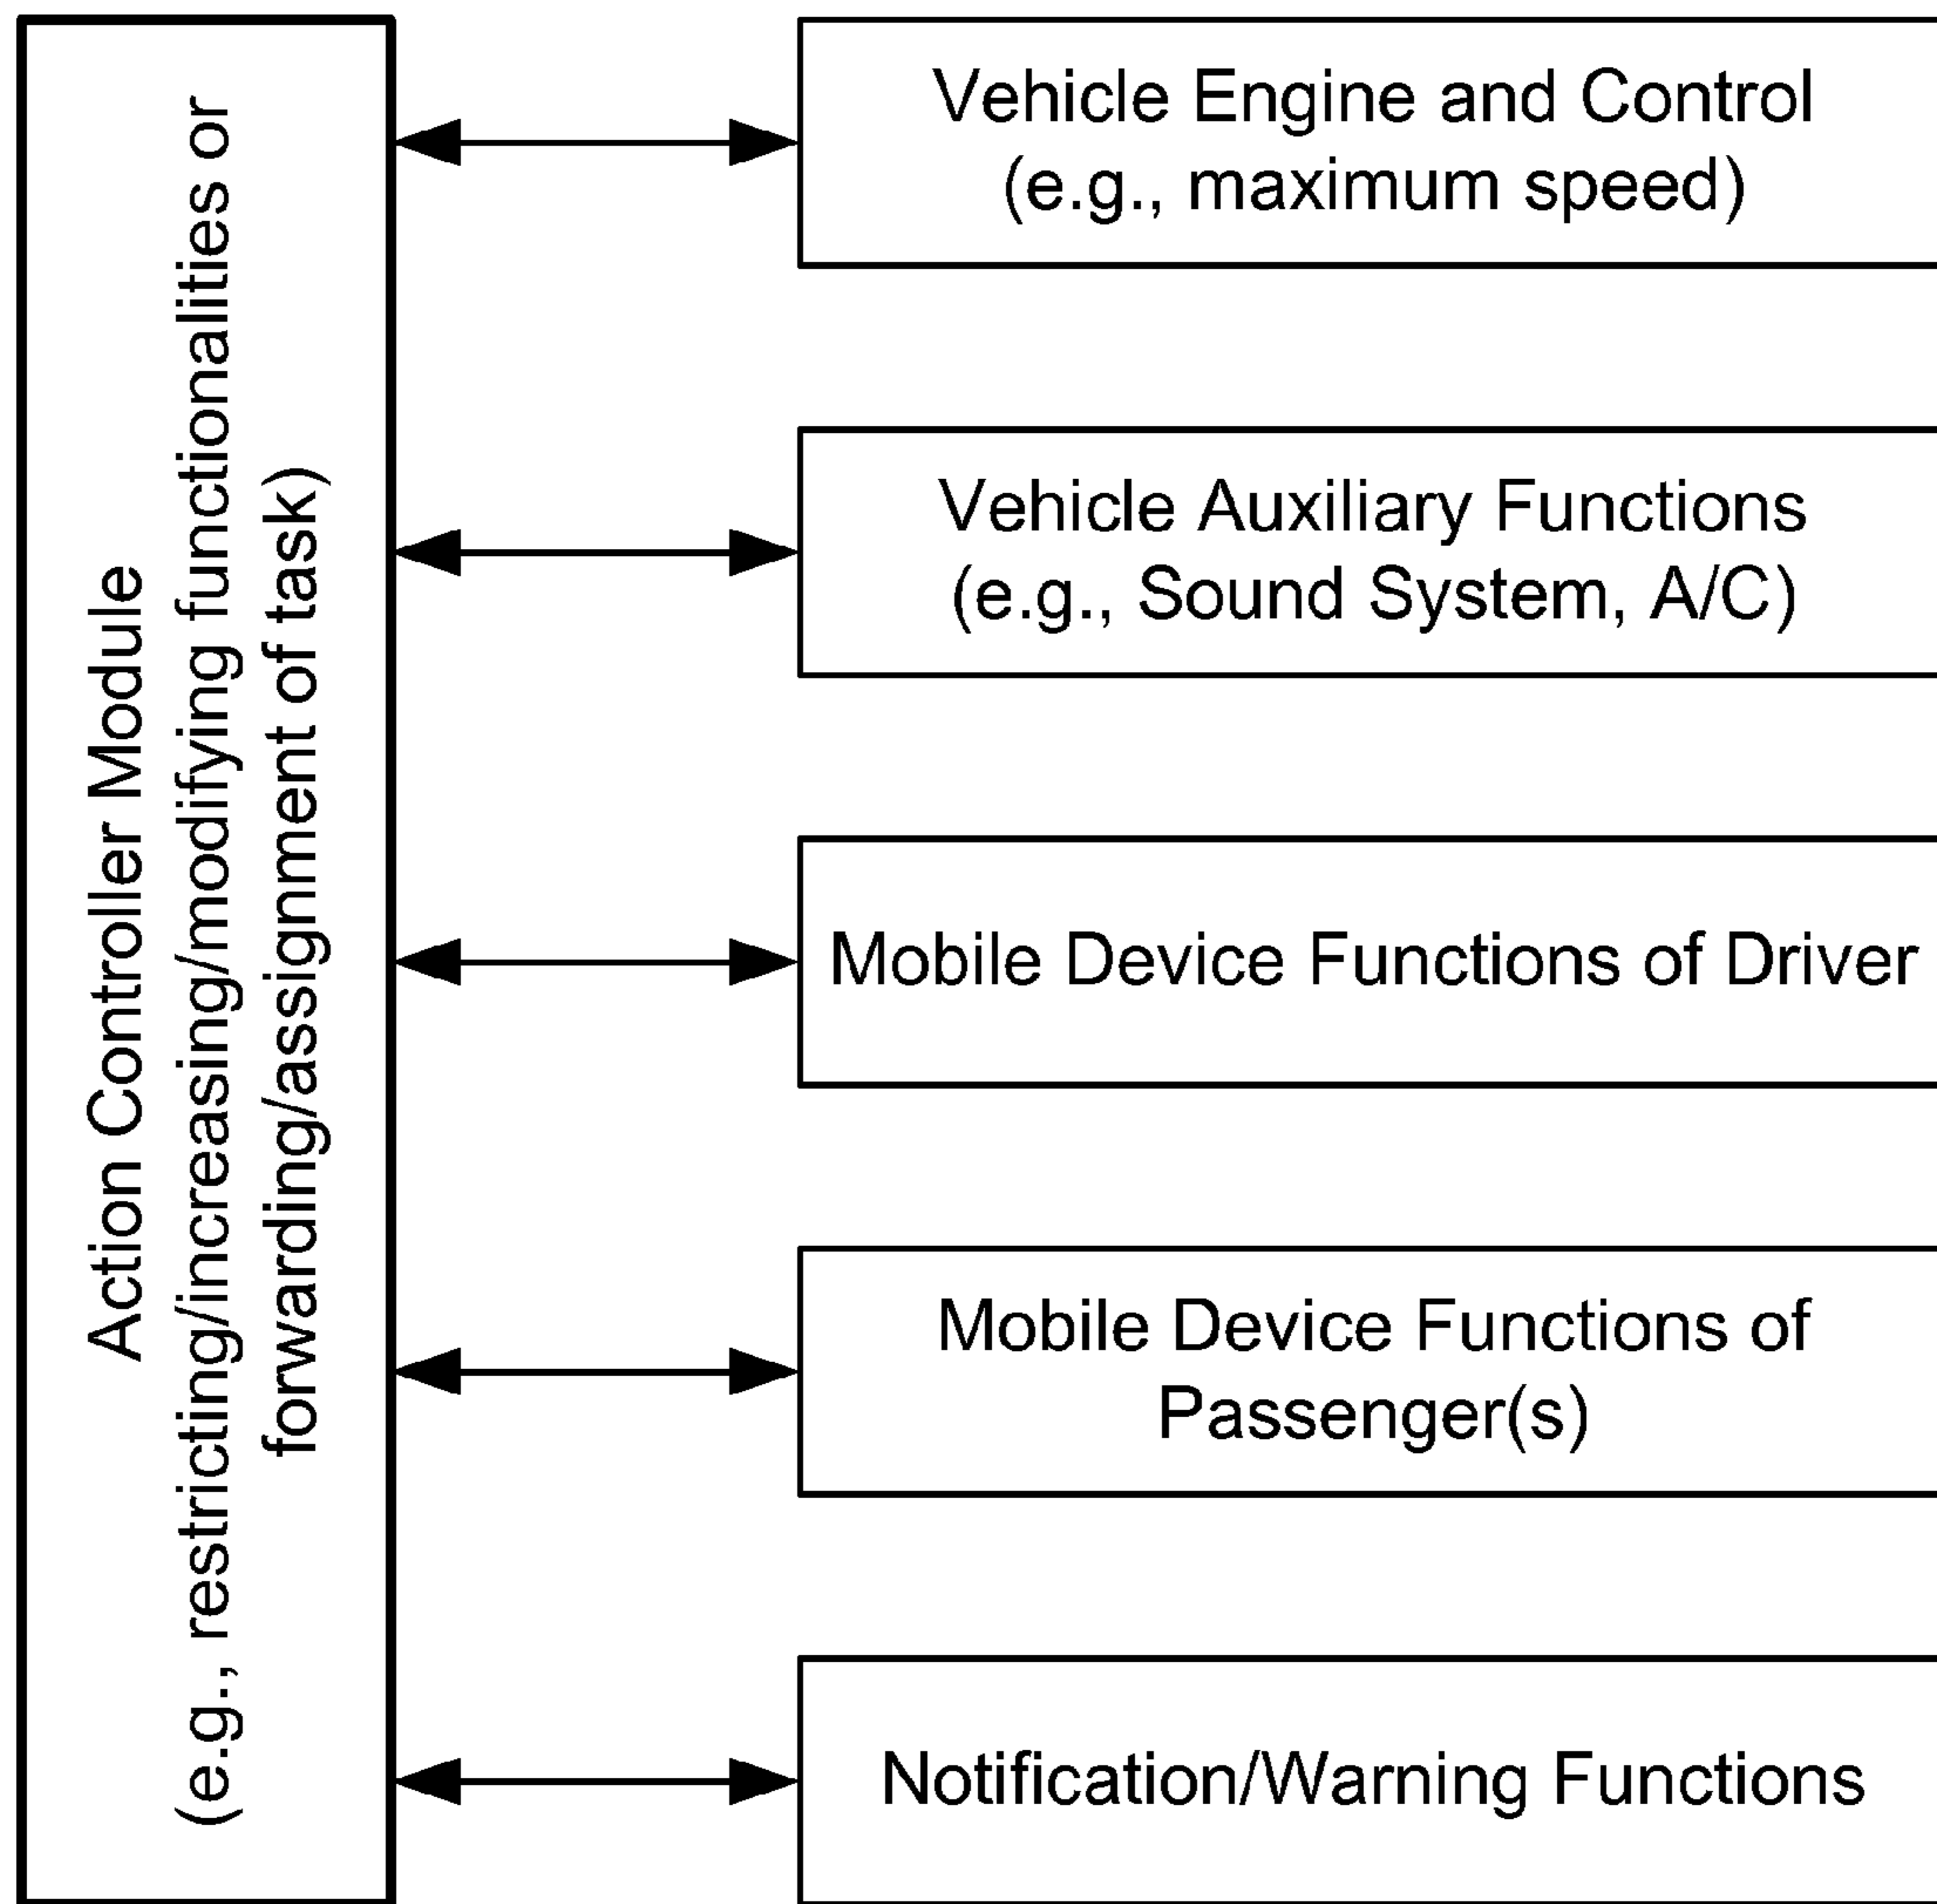 Action Controller Module
(e.g., restricting/increasing/modifying functionalities or
forwarding/assignment of task)
Vehicle Engine and Control
(e.g., maximum speed)
Vehicle Auxiliary Functions
(e.g., Sound System, A/C)
Mobile Device Functions of Driver
Mobile Device Functions of
Passenger(s)
Notification/Warning Functions